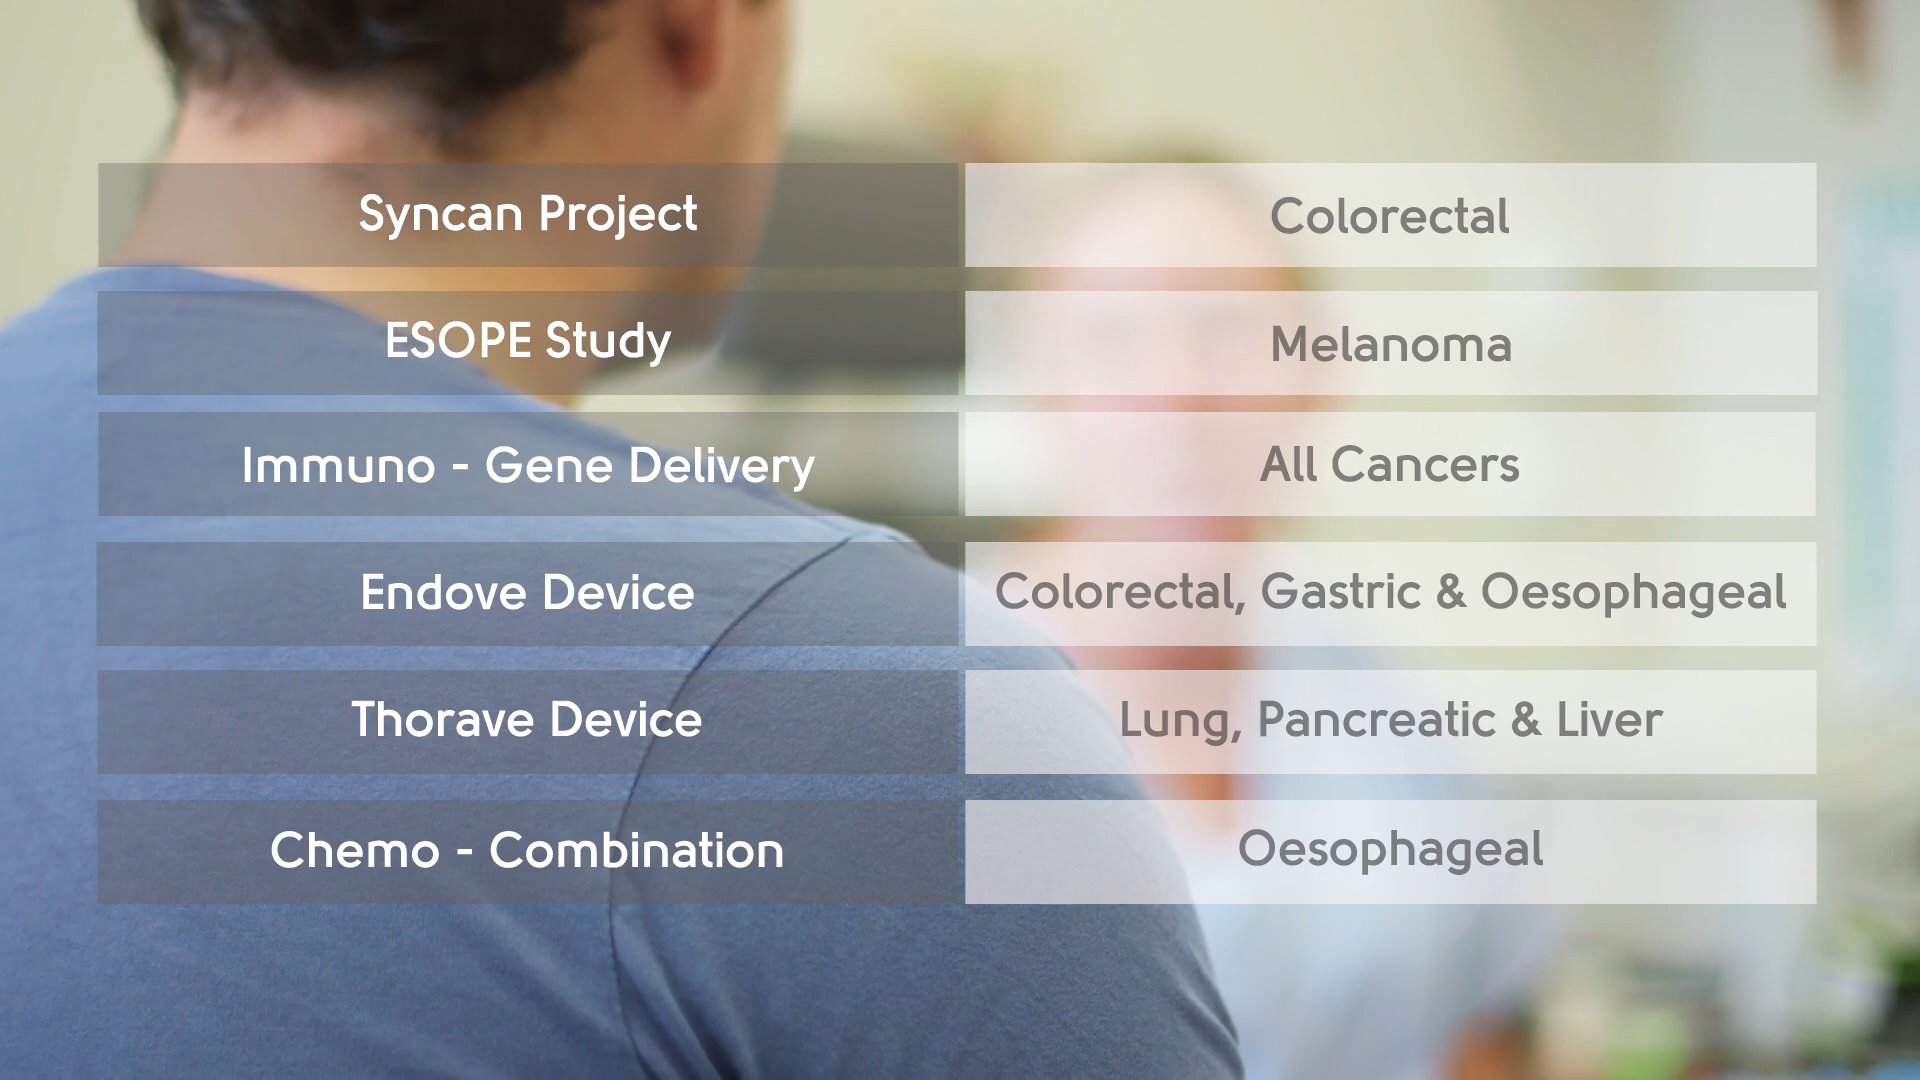 Syncan Project Colorectal
ESOPE Study Melanoma
Immuno - Gene Delivery All Cancers
Endove Device Colorectal, Gastric & Oesophageal
Thorave Device Lung, Pancreatic & Liver
Chemo - Combination Oesophageal